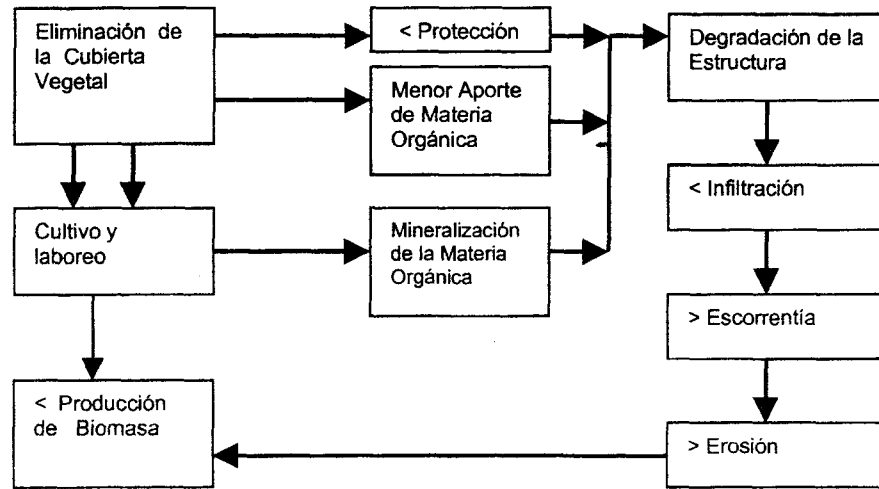 Eliminación de
la Cubierta
Vegetal
< Protección
Degradación de la
Estructura
Menor Aporte
de Materia
Orgánica
< Infiltración
Cultivo y
laboreo
Mineralización
de la Materia
Orgánica
> Escorrentía
< Producción
de Biomasa
> Erosión